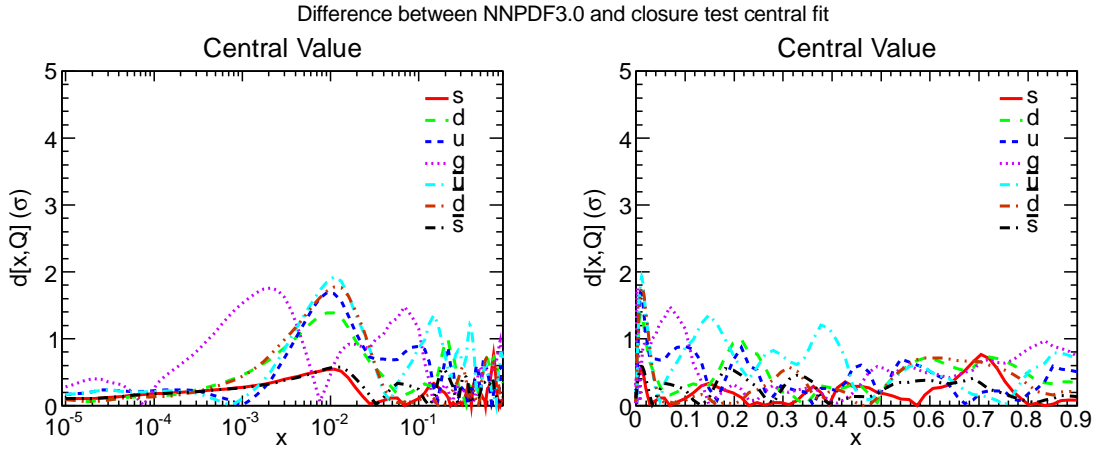 Difference between NNPDF3.0 and closure test central fit
Central Value
5
4
3
2
1
0
d[x,Q] (σ)
10⁻⁵
10⁻⁴
10⁻³
10⁻²
10⁻¹
x
s
d
u
g
ū
d̄
s̄
Central Value
5
4
3
2
1
0
d[x,Q] (σ)
0
0.1
0.2
0.3
0.4
0.5
0.6
0.7
0.8
0.9
x
s
d
u
g
ū
d̄
s̄